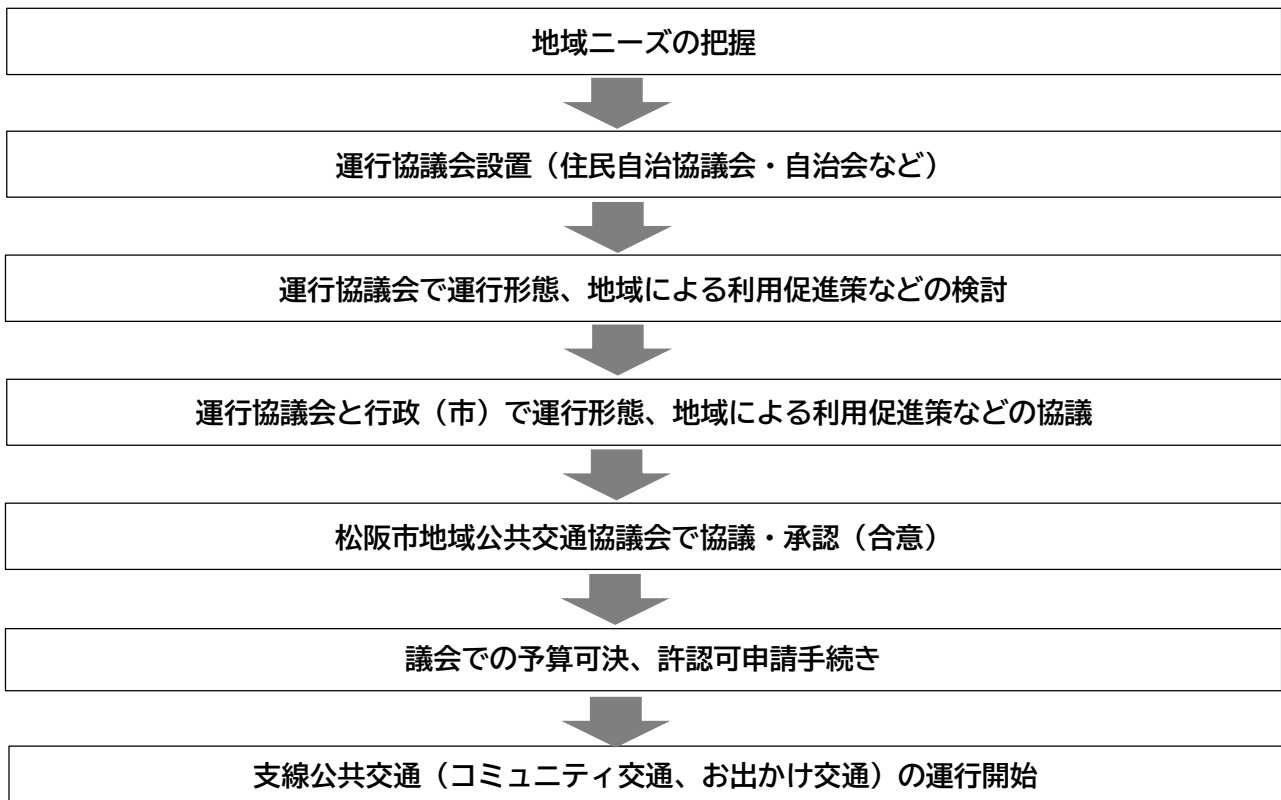 地域ニーズの把握
運行協議会設置（住民自治協議会・自治会など）
運行協議会で運行形態、地域による利用促進策などの検討
運行協議会と行政（市）で運行形態、地域による利用促進策などの協議
松阪市地域公共交通協議会で協議・承認（合意）
議会での予算可決、許認可申請手続き
支線公共交通（コミュニティ交通、お出かけ交通）の運行開始